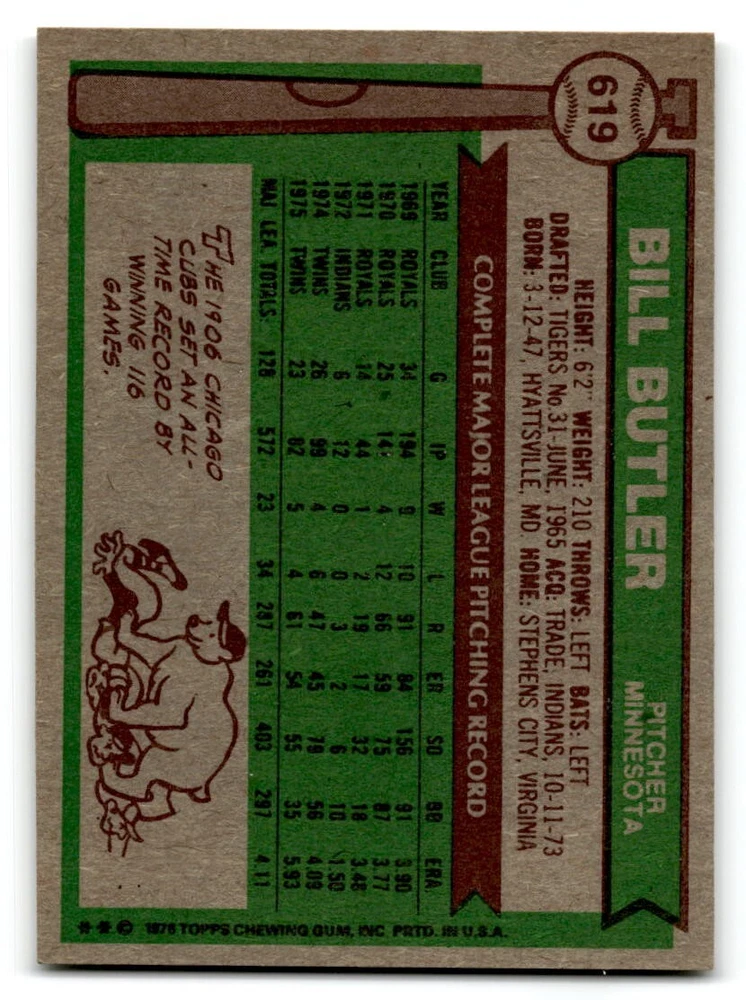 619
BILL BUTLER
PITCHER
MINNESOTA
HEIGHT: 6'2" WEIGHT: 210 THROWS: LEFT BATS: LEFT
DRAFTED: TIGERS No. 31-JUNE, 1965 ACQ: TRADE, INDIANS, 10-11-73
BORN: 3-12-47, HYATTSVILLE, MD. HOME: STEPHENS CITY, VIRGINIA
COMPLETE MAJOR LEAGUE PITCHING RECORD
YEAR CLUB G IP W L R ER SO BB ERA
1969 ROYALS 34 194 9 10 91 84 156 91 3.90
1970 ROYALS 25 141 4 12 66 59 75 87 3.77
1971 ROYALS 14 44 1 2 19 17 32 18 3.48
1972 INDIANS 6 12 0 0 3 2 6 10 1.50
1974 TWINS 26 99 4 6 47 45 79 56 4.09
1975 TWINS 23 82 5 4 61 54 55 35 5.93
MAJ. LEA. TOTALS: 128 572 23 34 287 261 403 297 4.11
THE 1906 CHICAGO
CUBS SET AN ALL-
TIME RECORD BY
WINNING 116
GAMES.
** © 1976 TOPPS CHEWING GUM, INC. PRTD. IN U.S.A.